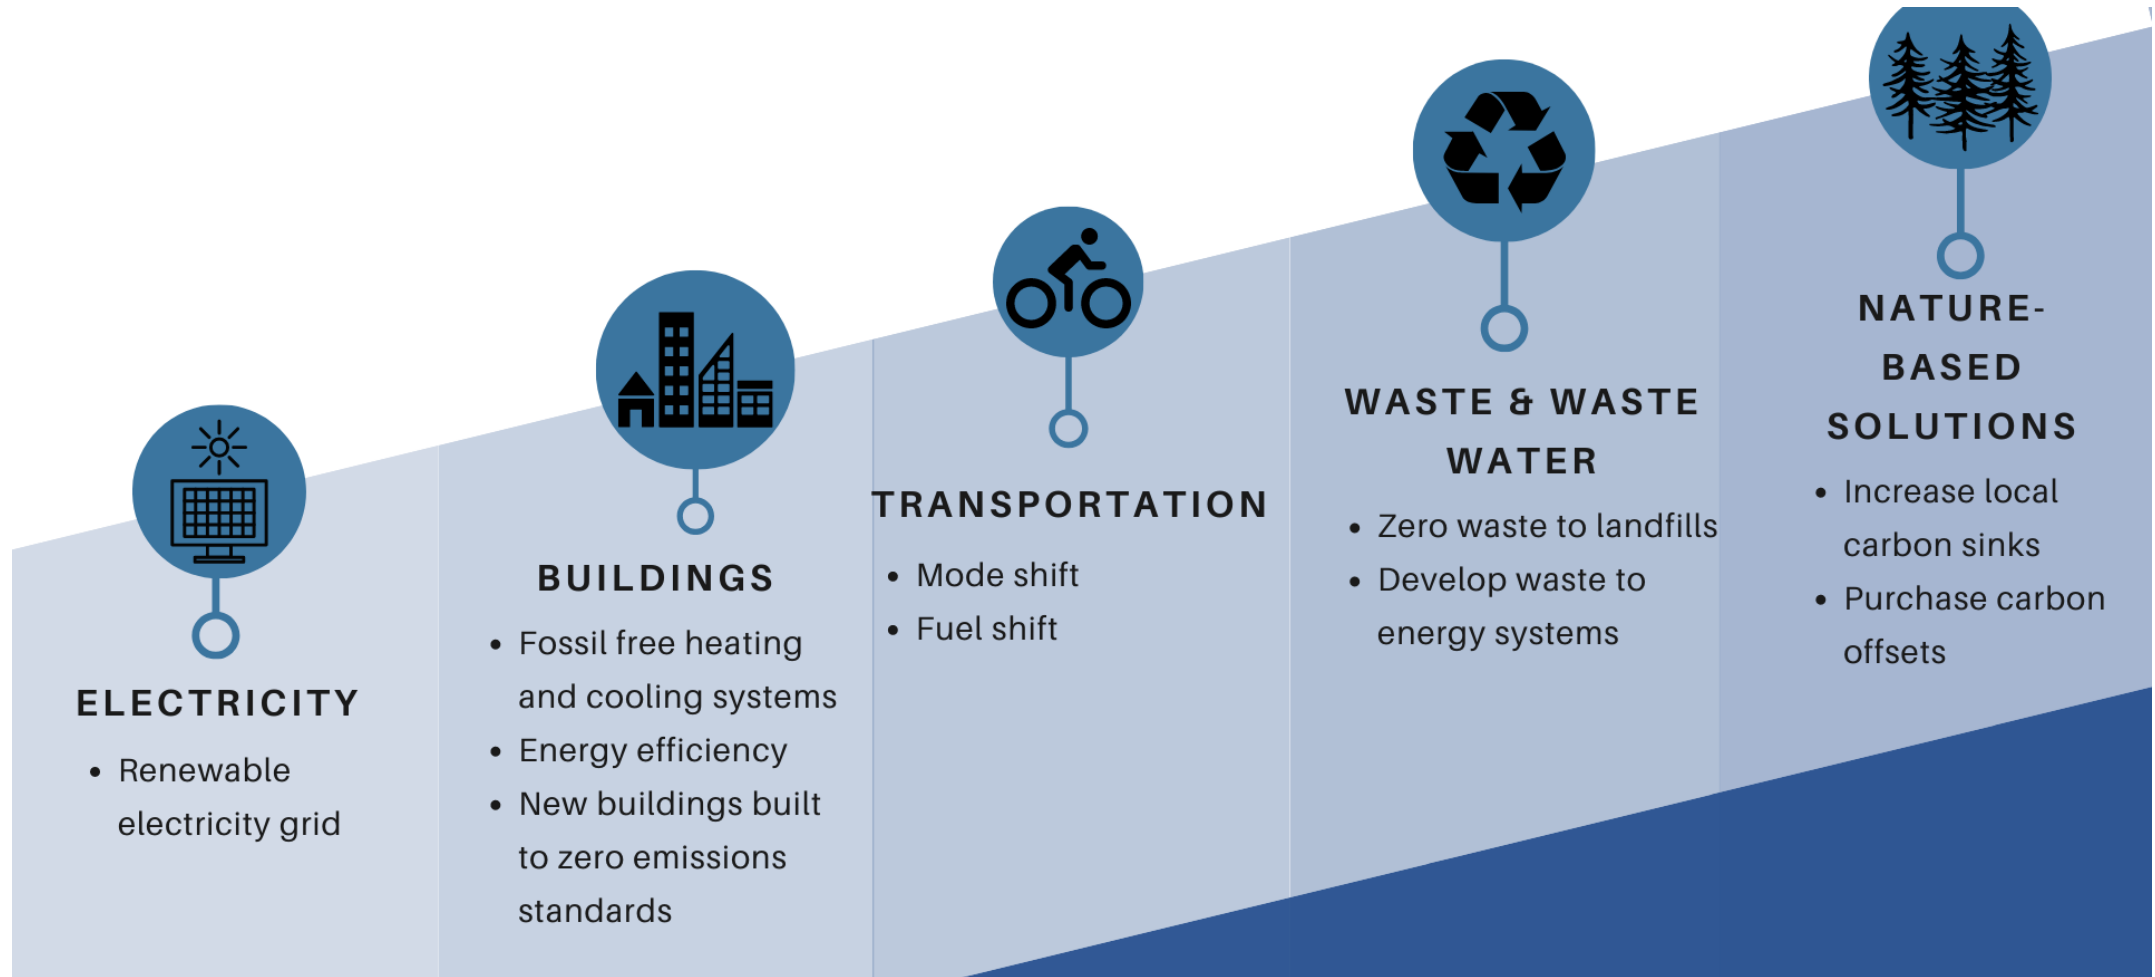 ELECTRICITY
• Renewable
electricity grid
BUILDINGS
• Fossil free heating
and cooling systems
• Energy efficiency
• New buildings built
to zero emissions
standards
TRANSPORTATION
• Mode shift
• Fuel shift
WASTE & WASTE
WATER
• Zero waste to landfills
• Develop waste to
energy systems
NATURE-
BASED
SOLUTIONS
• Increase local
carbon sinks
• Purchase carbon
offsets